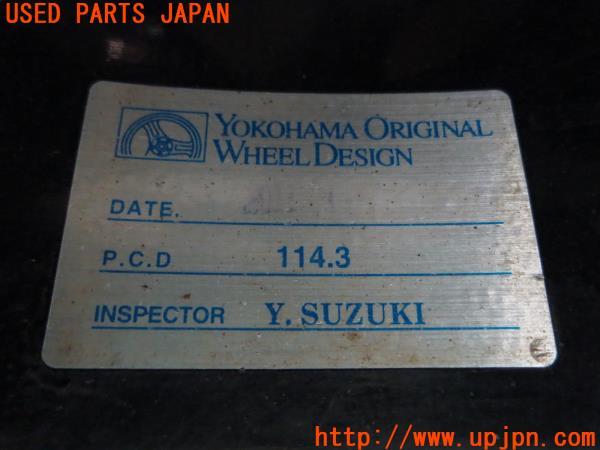 USED PARTS JAPAN
YOKOHAMA ORIGINAL
WHEEL DESIGN
DATE.
P.C.D 114.3
INSPECTOR Y. SUZUKI
http://www.upjpn.com/